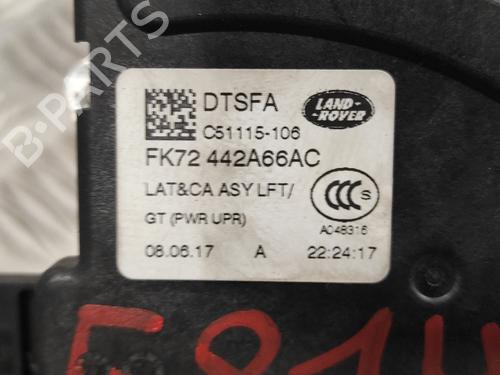 B-PARTS
DTSFA
LAND-
ROVER
C51115-106
FK72 442A66AC
LAT&CA ASY LFT/
GT (PWR UPR)
CCC S
A048316
08.06.17 A 22:24:17